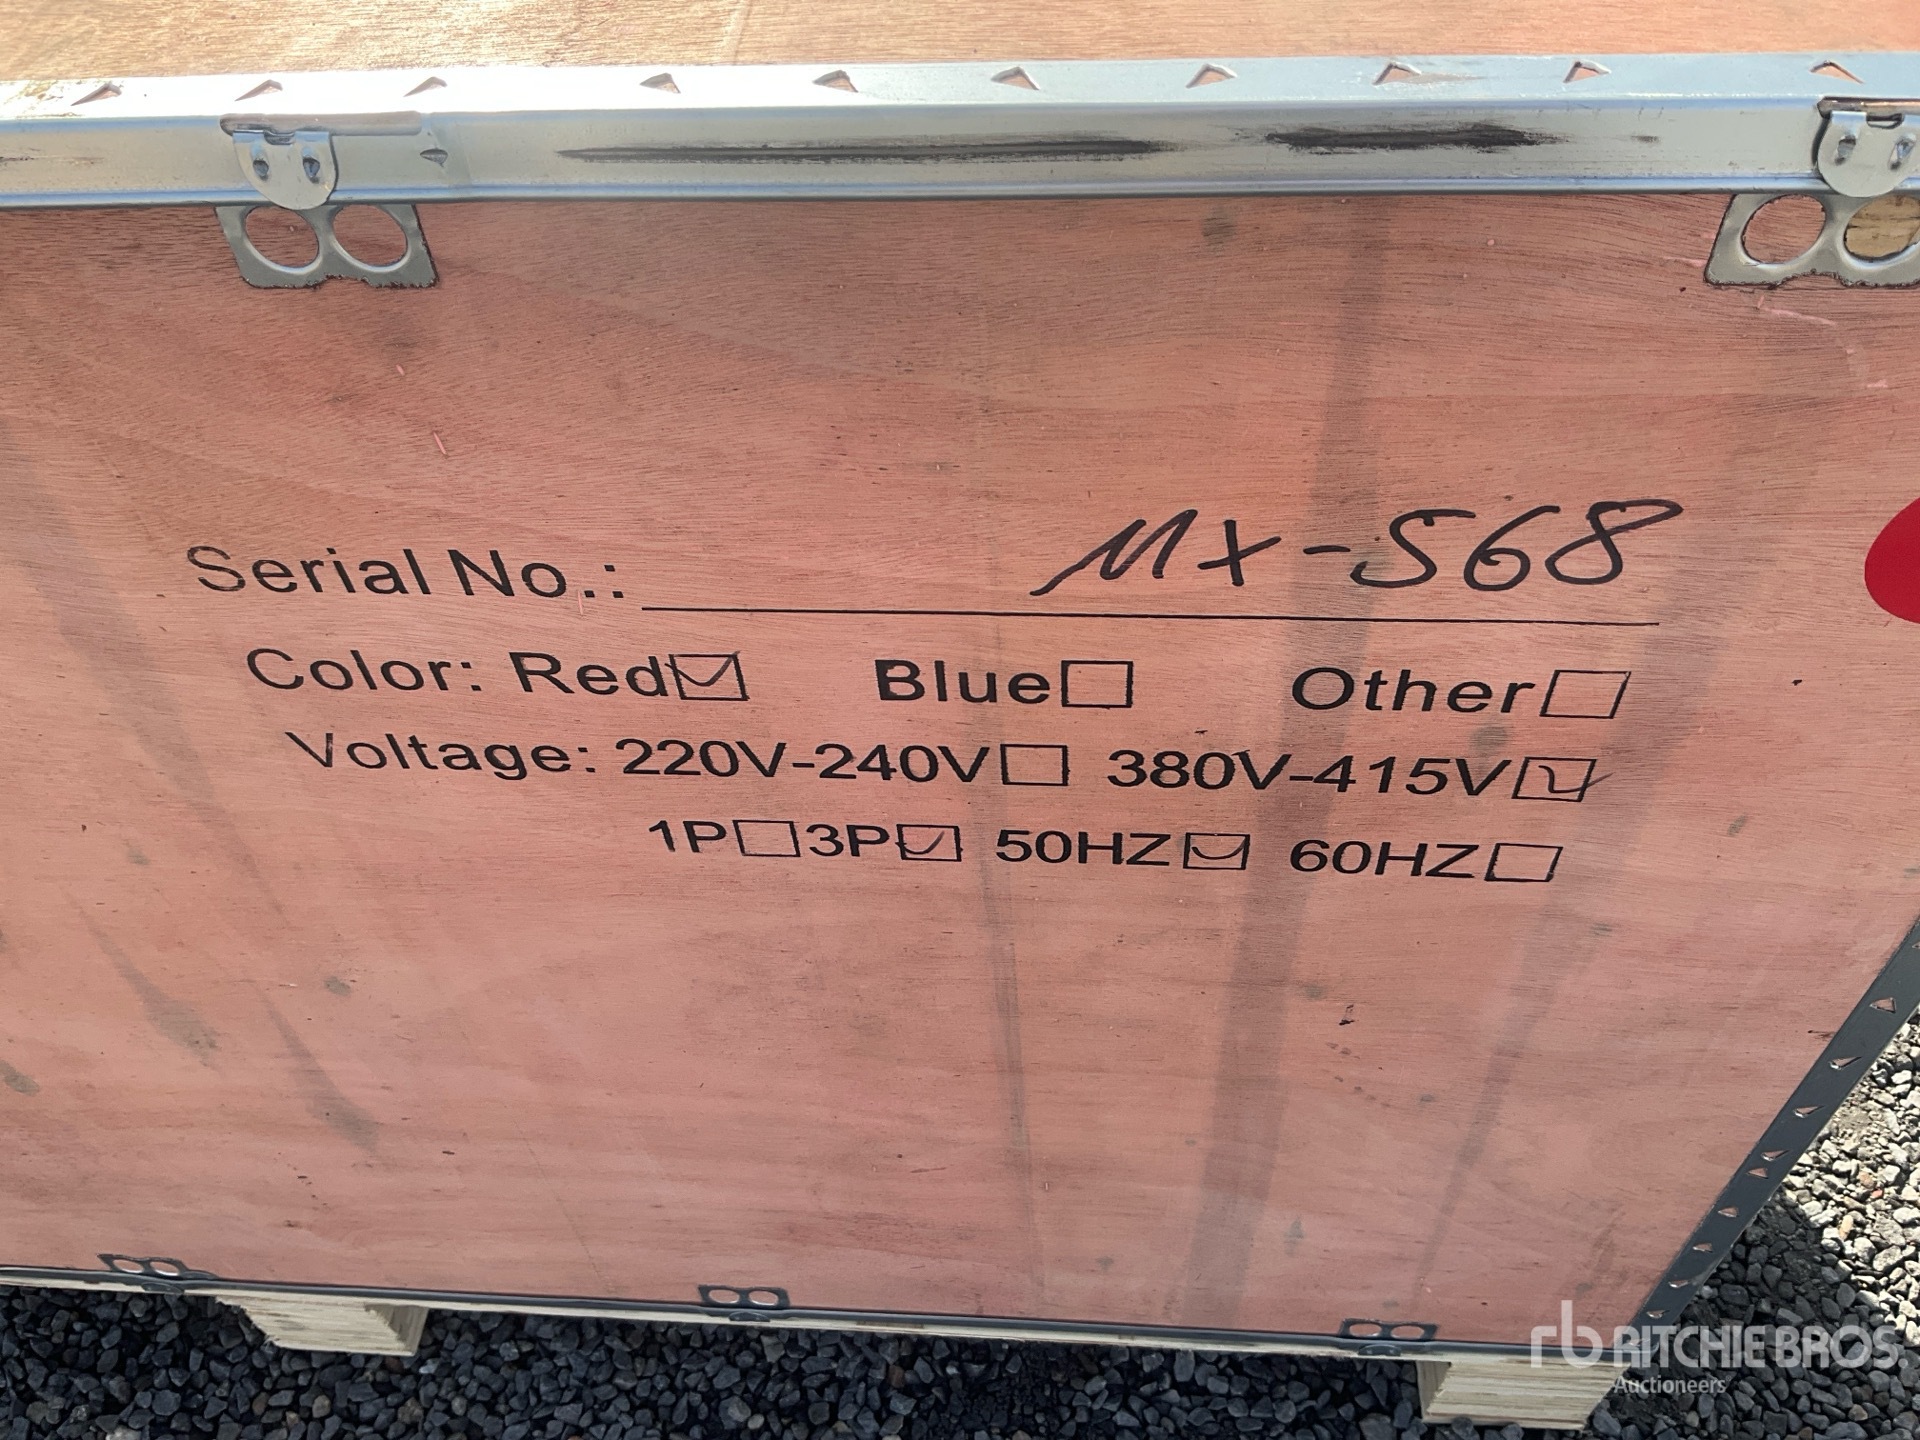 Serial No.: MX-568
Color: Red☑ Blue☐ Other☐
Voltage: 220V-240V☐ 380V-415V☑
1P☐ 3P☑ 50HZ☑ 60HZ☐
rb RITCHIE BROS.
Auctioneers